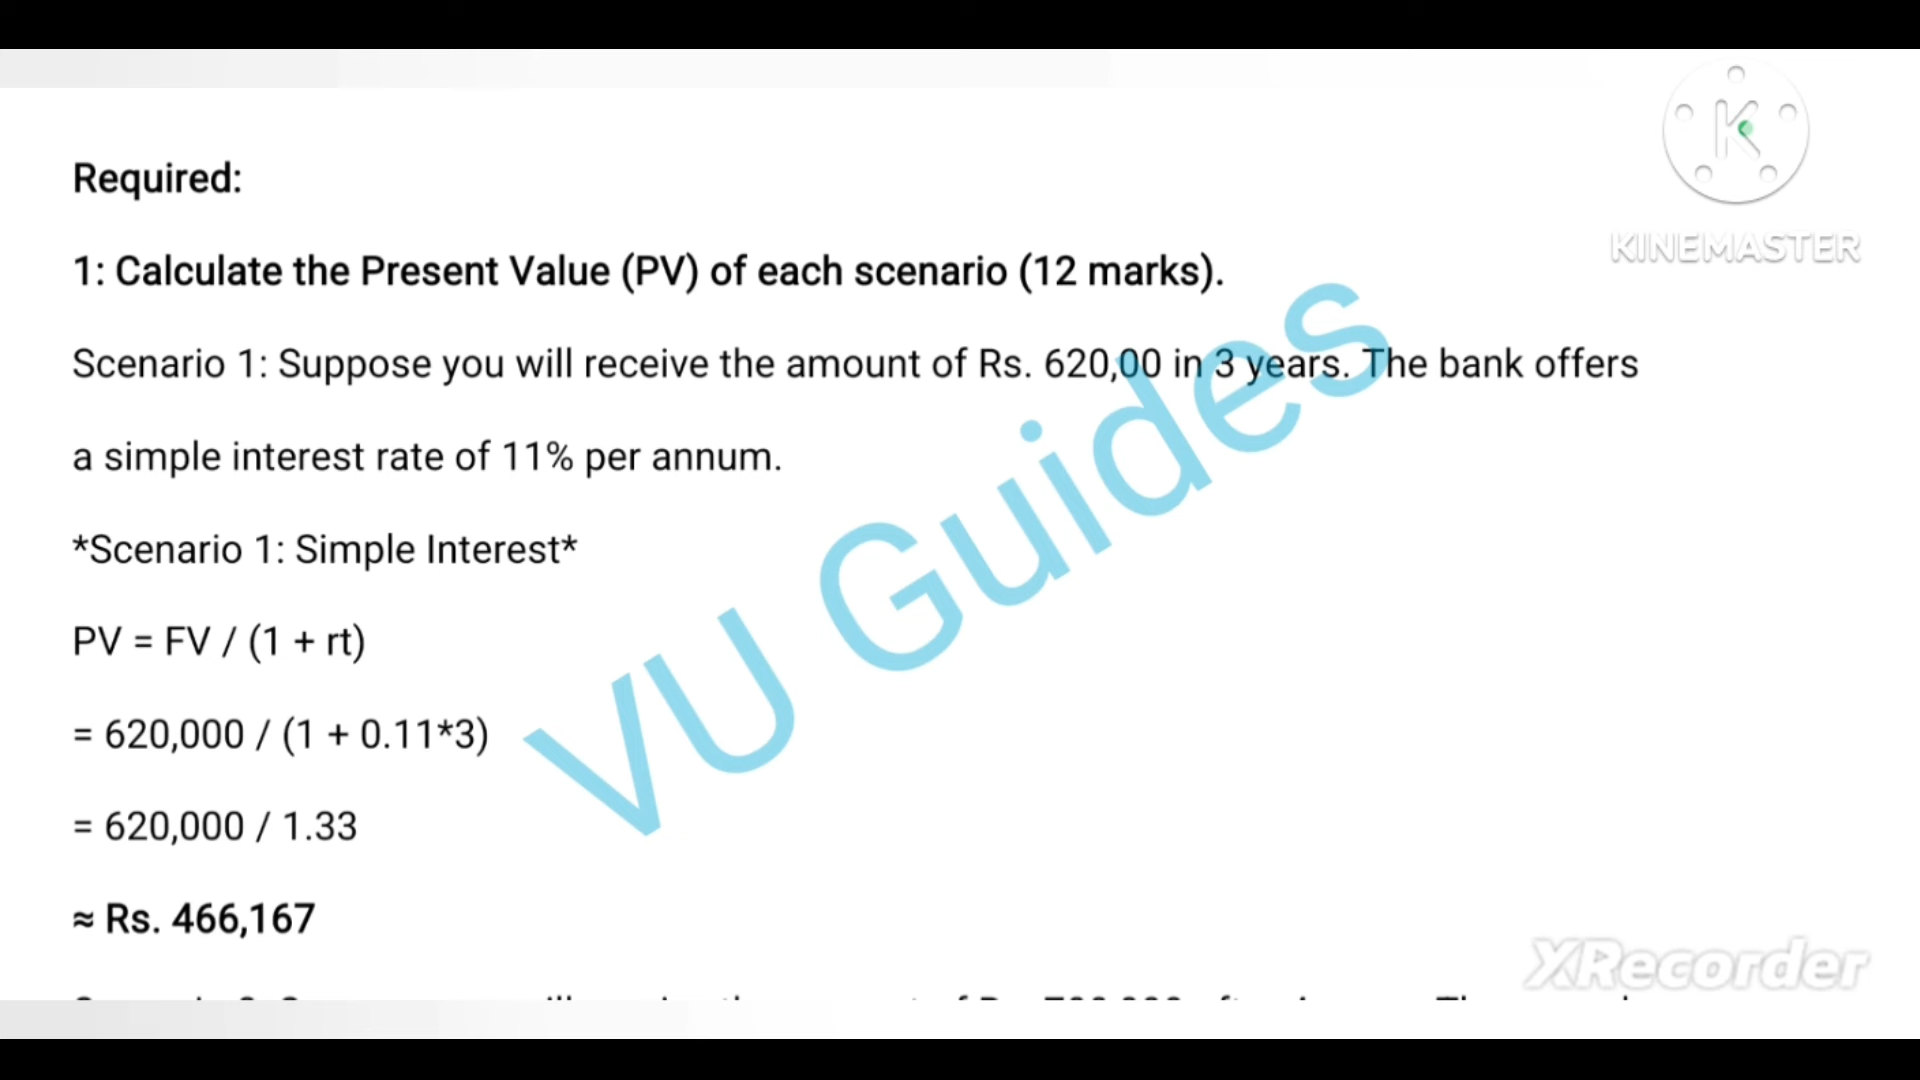 Required:
KINEMASTER
1: Calculate the Present Value (PV) of each scenario (12 marks).
Scenario 1: Suppose you will receive the amount of Rs. 620,00 in 3 years. The bank offers
a simple interest rate of 11% per annum.
*Scenario 1: Simple Interest*
PV = FV / (1 + rt)
= 620,000 / (1 + 0.11*3)
= 620,000 / 1.33
≈ Rs. 466,167
VU Guides
XRecorder